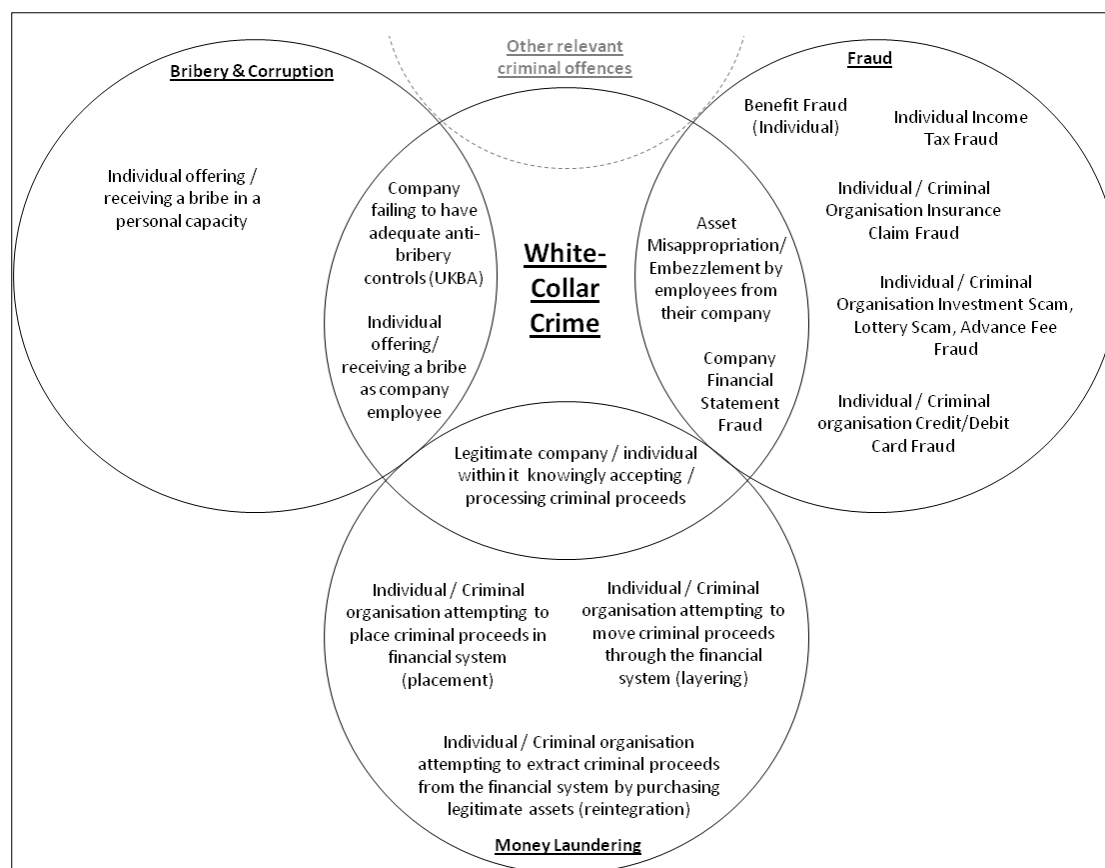 Other relevant
criminal offences
Bribery & Corruption
Individual offering /
receiving a bribe in a
personal capacity
Company
failing to have
adequate anti-
bribery
controls (UKBA)
Individual
offering/
receiving a bribe
as company
employee
White-
Collar
Crime
Fraud
Benefit Fraud
(Individual)
Individual Income
Tax Fraud
Individual / Criminal
Organisation Insurance
Claim Fraud
Individual / Criminal
Organisation Investment Scam,
Lottery Scam, Advance Fee
Fraud
Individual / Criminal
organisation Credit/Debit
Card Fraud
Asset
Misappropriation/
Embezzlement by
employees from
their company
Company
Financial
Statement
Fraud
Legitimate company / individual
within it knowingly accepting /
processing criminal proceeds
Individual / Criminal
organisation attempting to
place criminal proceeds in
financial system
(placement)
Individual / Criminal
organisation attempting to
move criminal proceeds
through the financial
system (layering)
Individual / Criminal organisation
attempting to extract criminal proceeds
from the financial system by purchasing
legitimate assets (reintegration)
Money Laundering